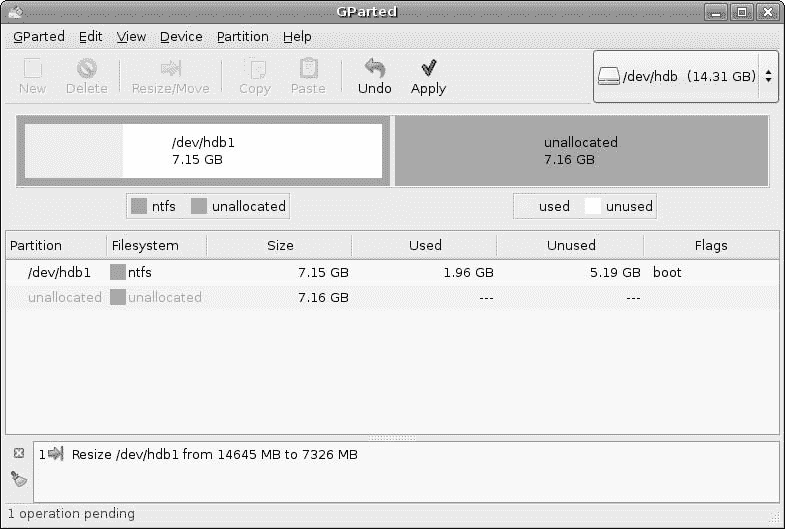 GParted
GParted Edit View Device Partition Help
New Delete Resize/Move Copy Paste Undo Apply /dev/hdb (14.31 GB)
/dev/hdb1 unallocated
7.15 GB 7.16 GB
ntfs unallocated used unused
Partition Filesystem Size Used Unused Flags
/dev/hdb1 ntfs 7.15 GB 1.96 GB 5.19 GB boot
unallocated unallocated 7.16 GB --- ---
1 Resize /dev/hdb1 from 14645 MB to 7326 MB
1 operation pending